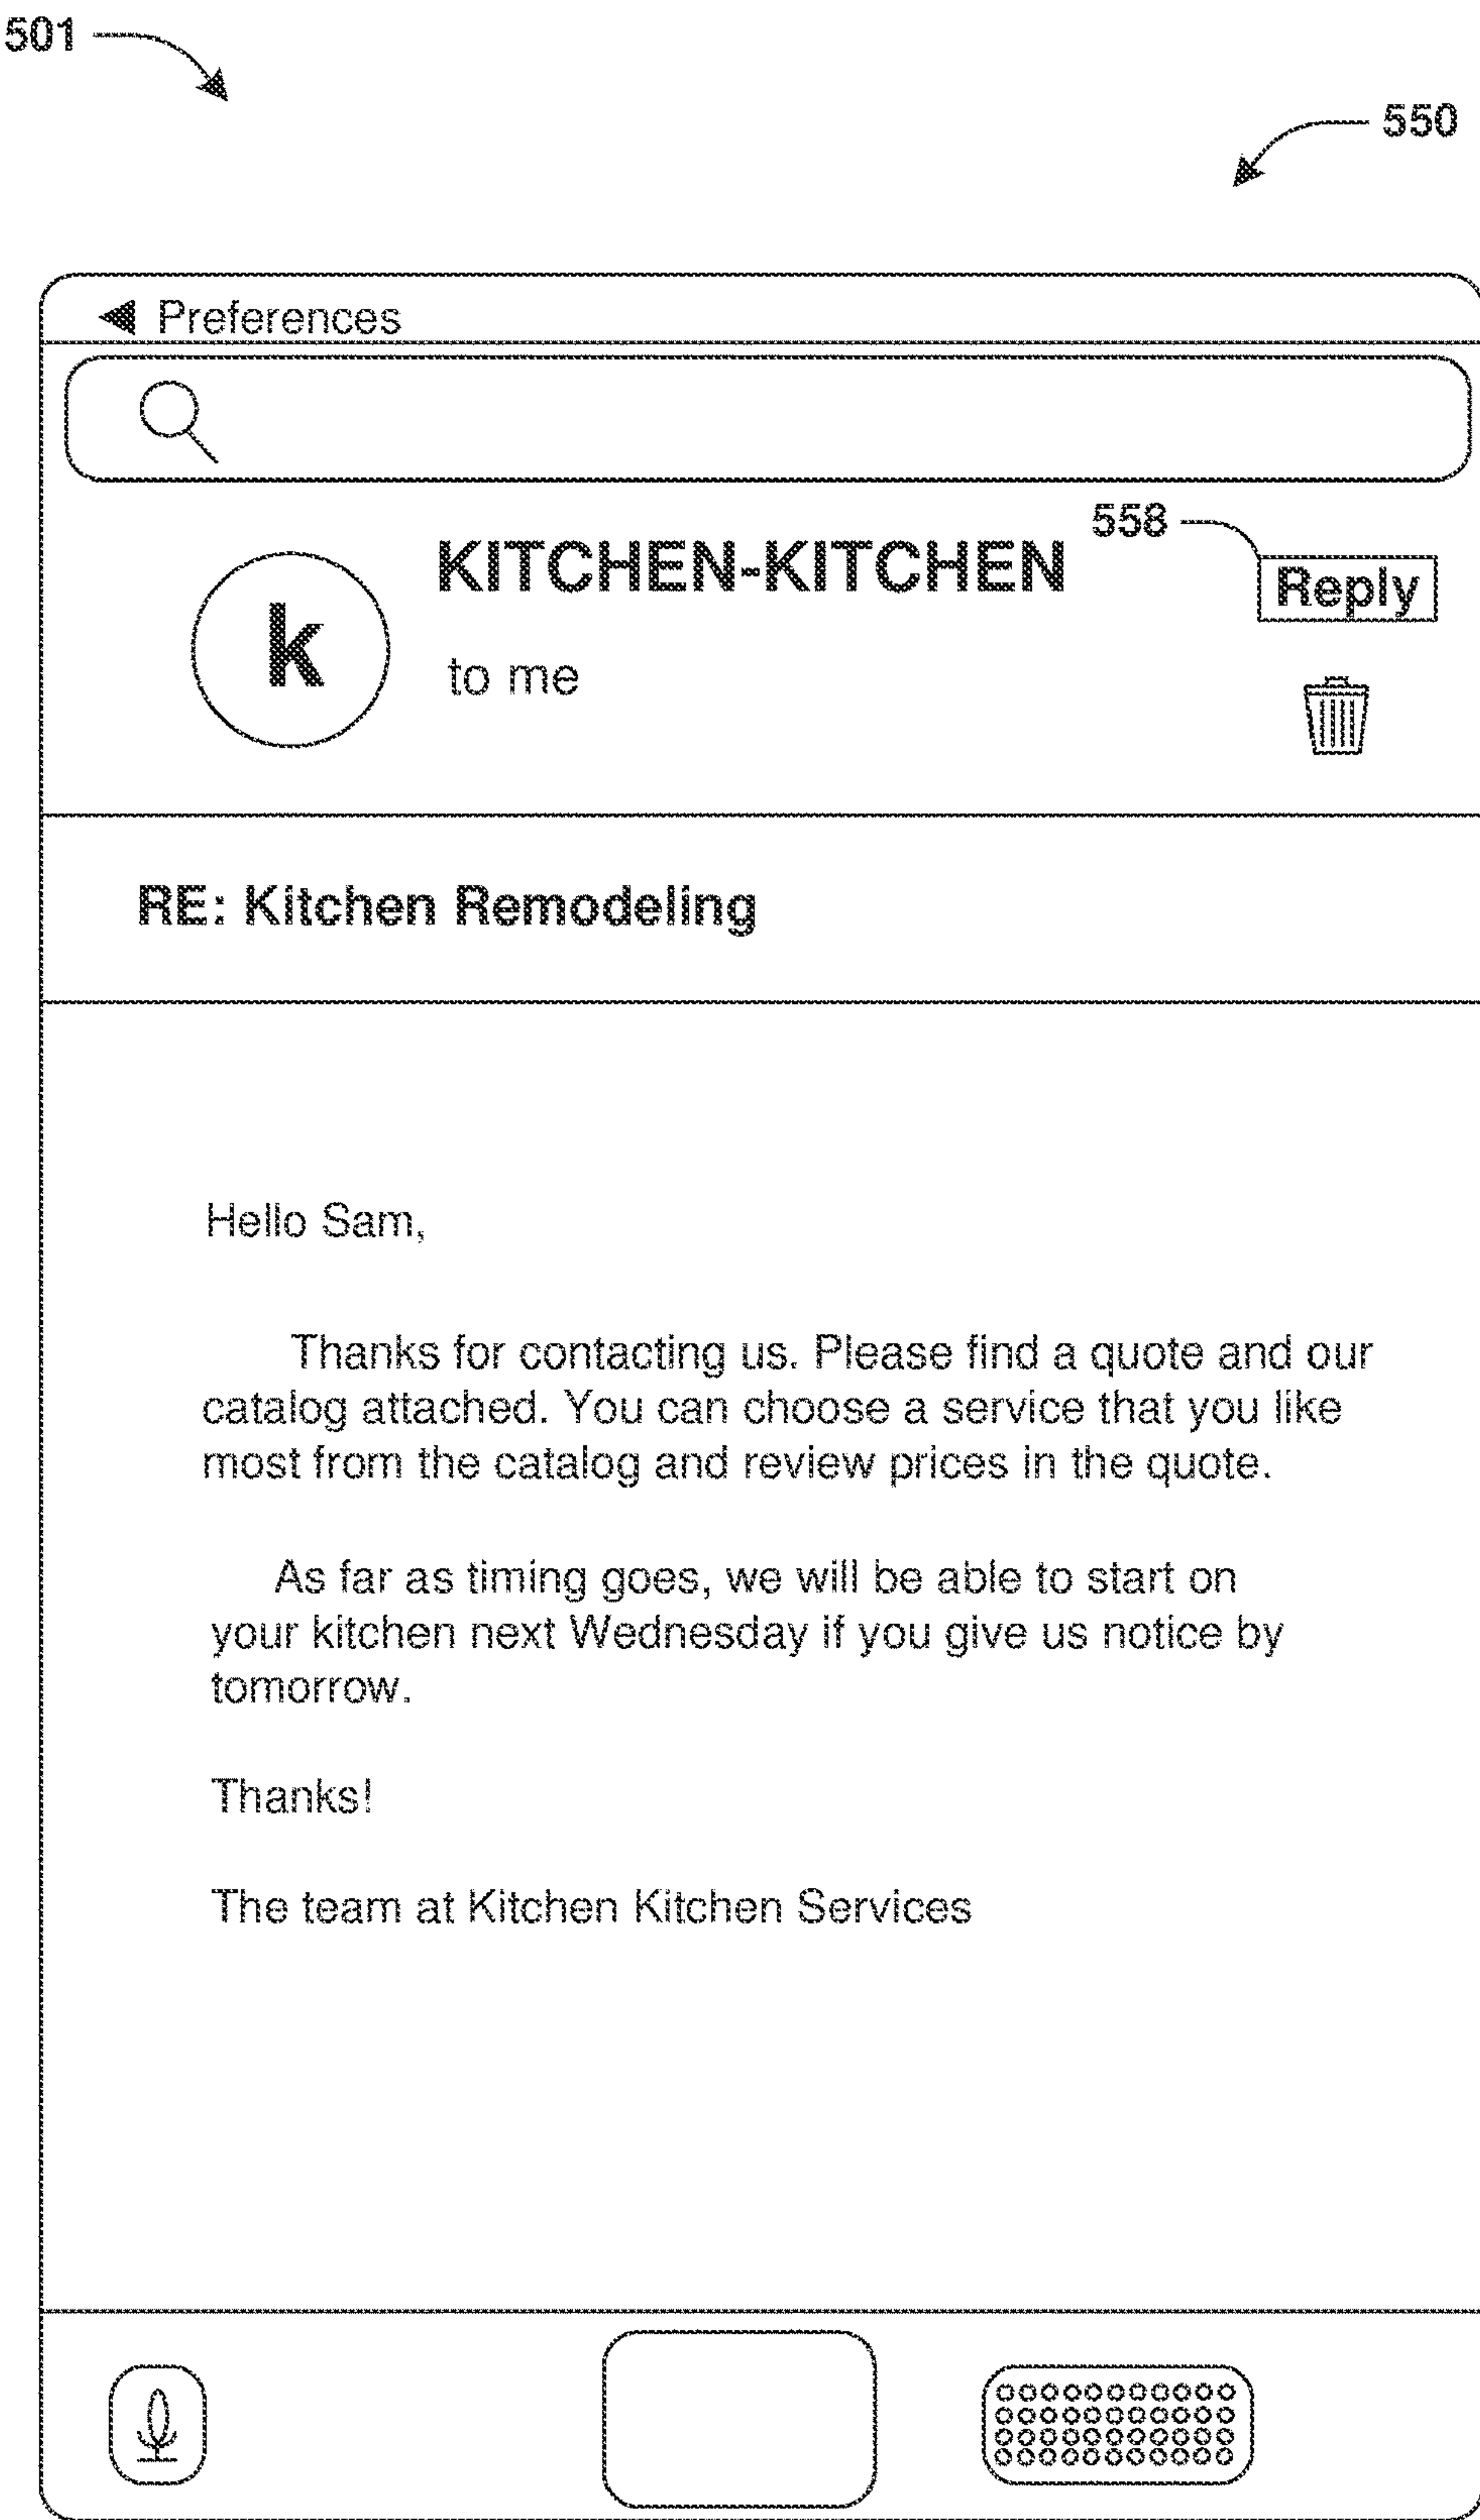 501
550
Preferences
558
KITCHEN-KITCHEN
Reply
k
to me
RE: Kitchen Remodeling
Hello Sam,
Thanks for contacting us. Please find a quote and our
catalog attached. You can choose a service that you like
most from the catalog and review prices in the quote.
As far as timing goes, we will be able to start on
your kitchen next Wednesday if you give us notice by
tomorrow.
Thanks!
The team at Kitchen Kitchen Services